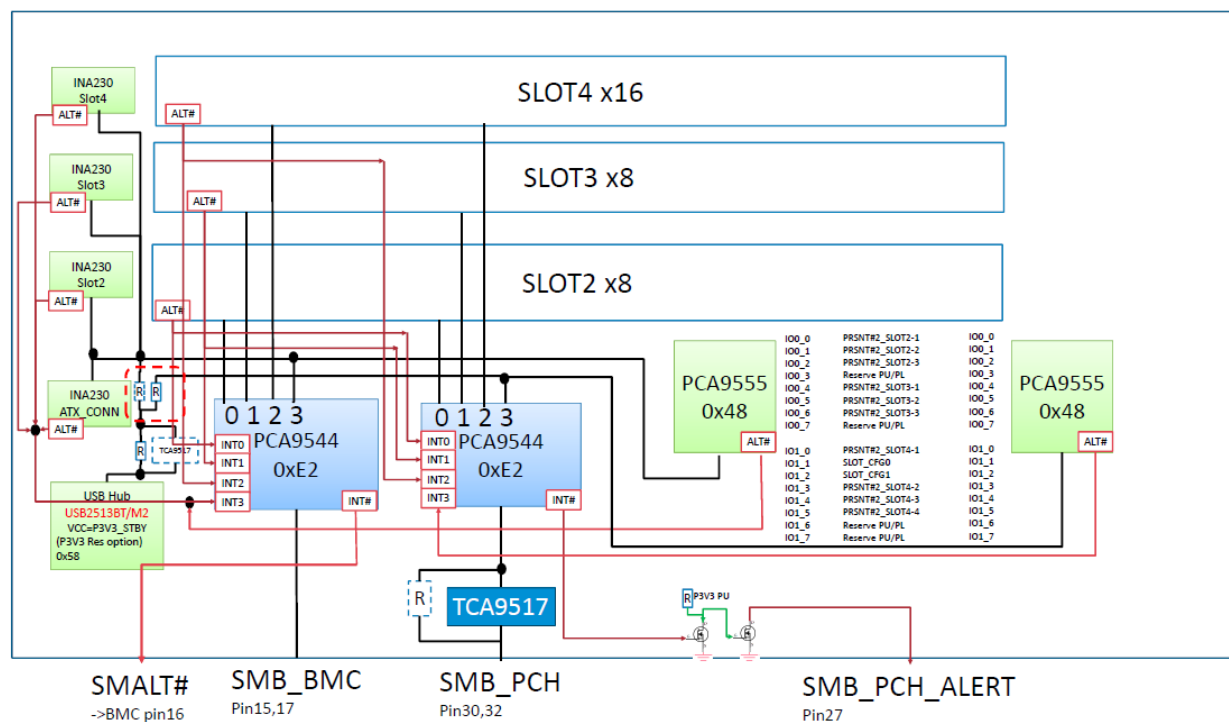 INA230
Slot4
ALT#
SLOT4 x16
ALT#
INA230
Slot3
ALT#
SLOT3 x8
ALT#
INA230
Slot2
ALT#
SLOT2 x8
ALT#
INA230
ATX_CONN
ALT#
R
R
R
TCA9517
USB Hub
USB2513BT/M2
VCC=P3V3_STBY
(P3V3 Res option)
0x58
0 1 2 3
PCA9544
0xE2
INT0
INT1
INT2
INT3
INT#
0 1 2 3
PCA9544
0xE2
INT0
INT1
INT2
INT3
INT#
PCA9555
0x48
ALT#
IO0_0 PRSNT#2_SLOT2-1 IO0_0
IO0_1 PRSNT#2_SLOT2-2 IO0_1
IO0_2 PRSNT#2_SLOT2-3 IO0_2
IO0_3 Reserve PU/PL IO0_3
IO0_4 PRSNT#2_SLOT3-1 IO0_4
IO0_5 PRSNT#2_SLOT3-2 IO0_5
IO0_6 PRSNT#2_SLOT3-3 IO0_6
IO0_7 Reserve PU/PL IO0_7
IO1_0 PRSNT#2_SLOT4-1 IO1_0
IO1_1 SLOT_CFG0 IO1_1
IO1_2 SLOT_CFG1 IO1_2
IO1_3 PRSNT#2_SLOT4-2 IO1_3
IO1_4 PRSNT#2_SLOT4-3 IO1_4
IO1_5 PRSNT#2_SLOT4-4 IO1_5
IO1_6 Reserve PU/PL IO1_6
IO1_7 Reserve PU/PL IO1_7
PCA9555
0x48
ALT#
R
TCA9517
R P3V3 PU
SMALT#
->BMC pin16
SMB_BMC
Pin15,17
SMB_PCH
Pin30,32
SMB_PCH_ALERT
Pin27